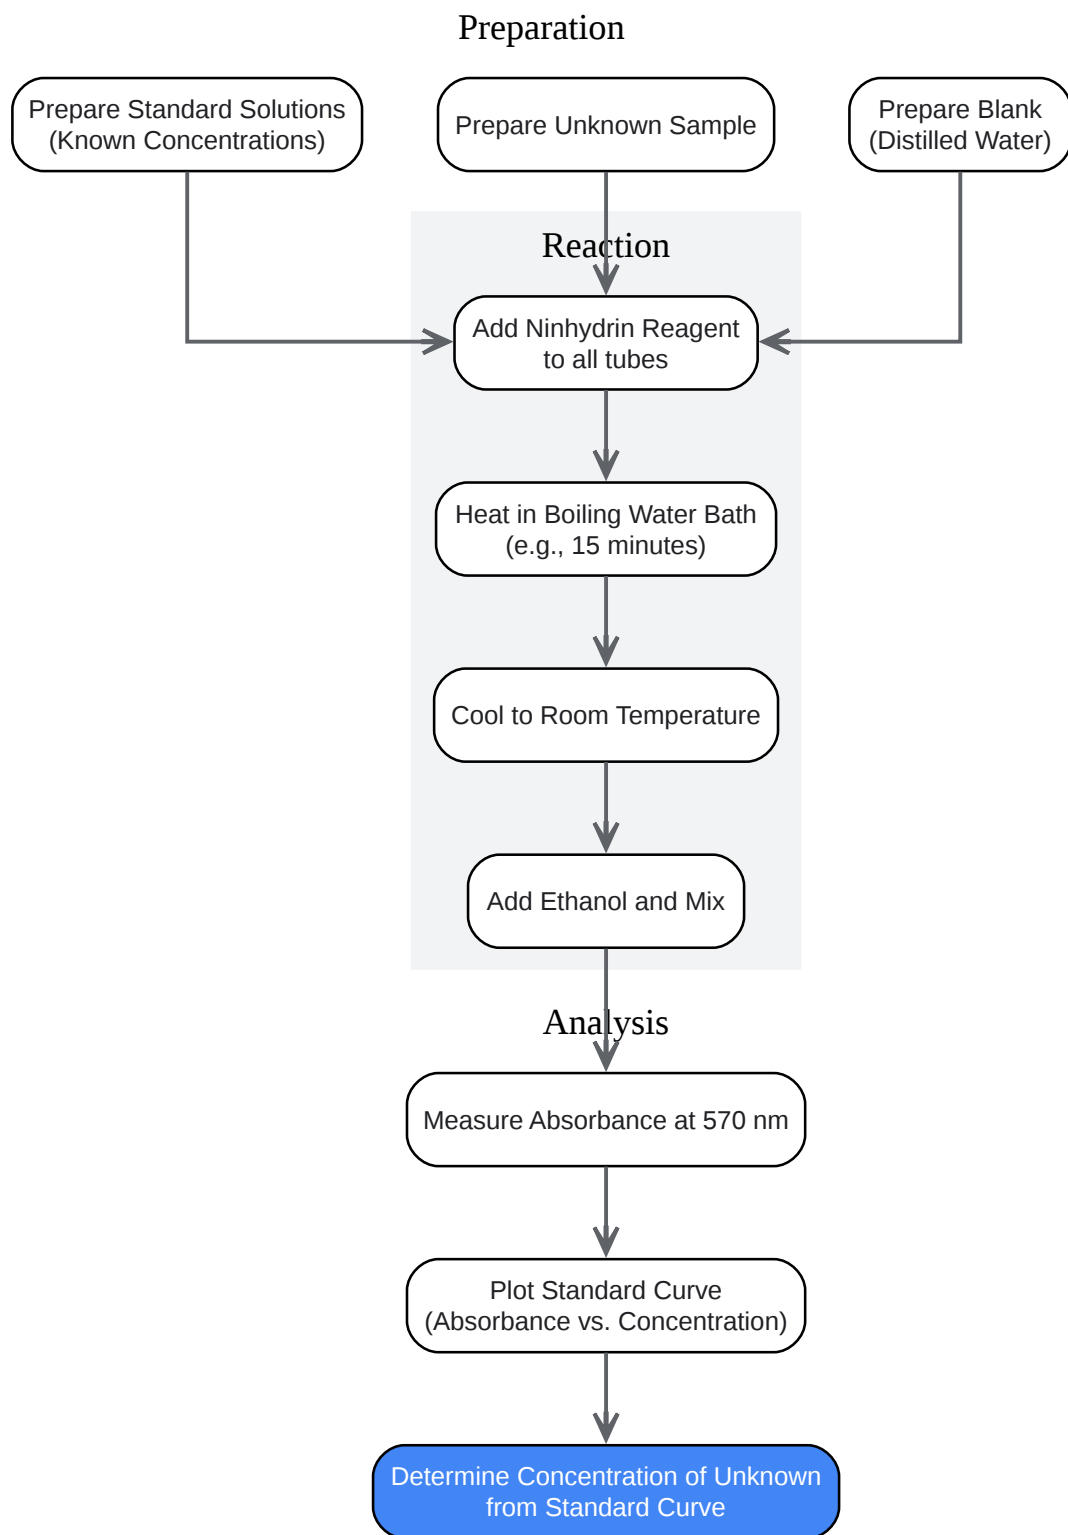 Preparation
Prepare Standard Solutions
(Known Concentrations)
Prepare Unknown Sample
Prepare Blank
(Distilled Water)
Reaction
Add Ninhydrin Reagent
to all tubes
Heat in Boiling Water Bath
(e.g., 15 minutes)
Cool to Room Temperature
Add Ethanol and Mix
Analysis
Measure Absorbance at 570 nm
Plot Standard Curve
(Absorbance vs. Concentration)
Determine Concentration of Unknown
from Standard Curve